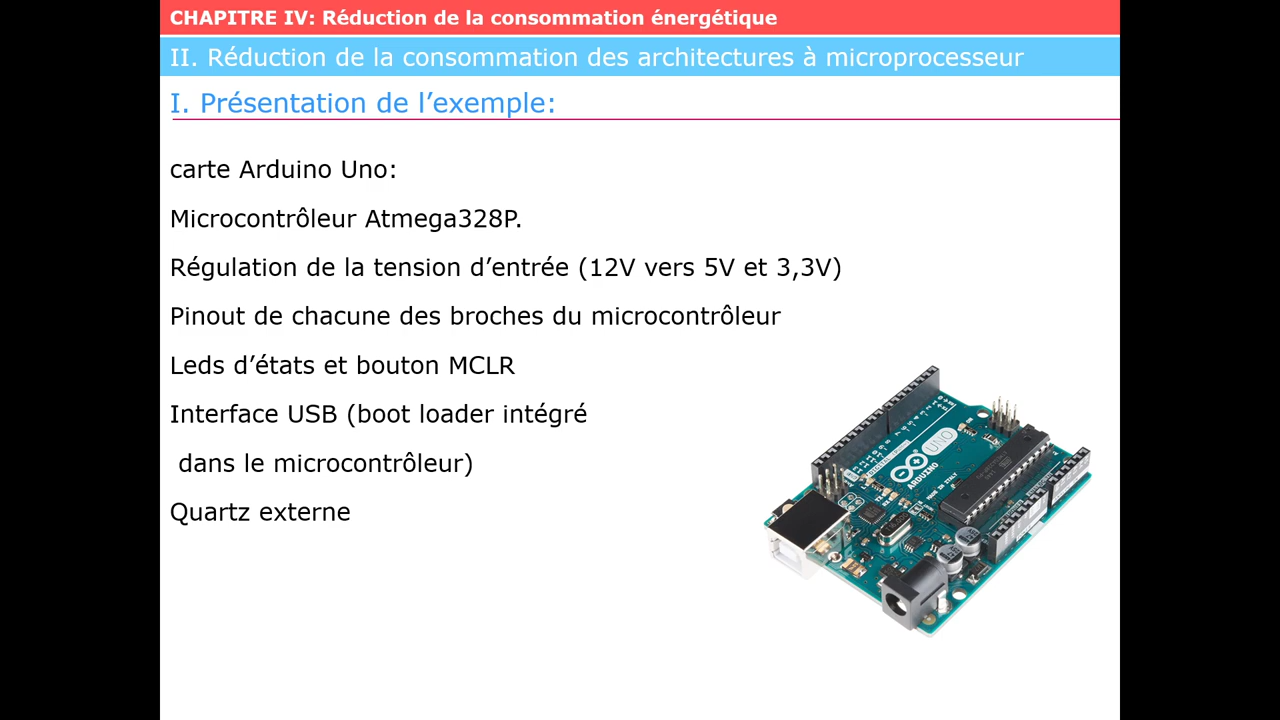 CHAPITRE IV: Réduction de la consommation énergétique
II. Réduction de la consommation des architectures à microprocesseur
I. Présentation de l’exemple:
carte Arduino Uno:
Microcontrôleur Atmega328P.
Régulation de la tension d’entrée (12V vers 5V et 3,3V)
Pinout de chacune des broches du microcontrôleur
Leds d’états et bouton MCLR
Interface USB (boot loader intégré
dans le microcontrôleur)
Quartz externe
UNO
ARDUINO
MADE IN ITALY